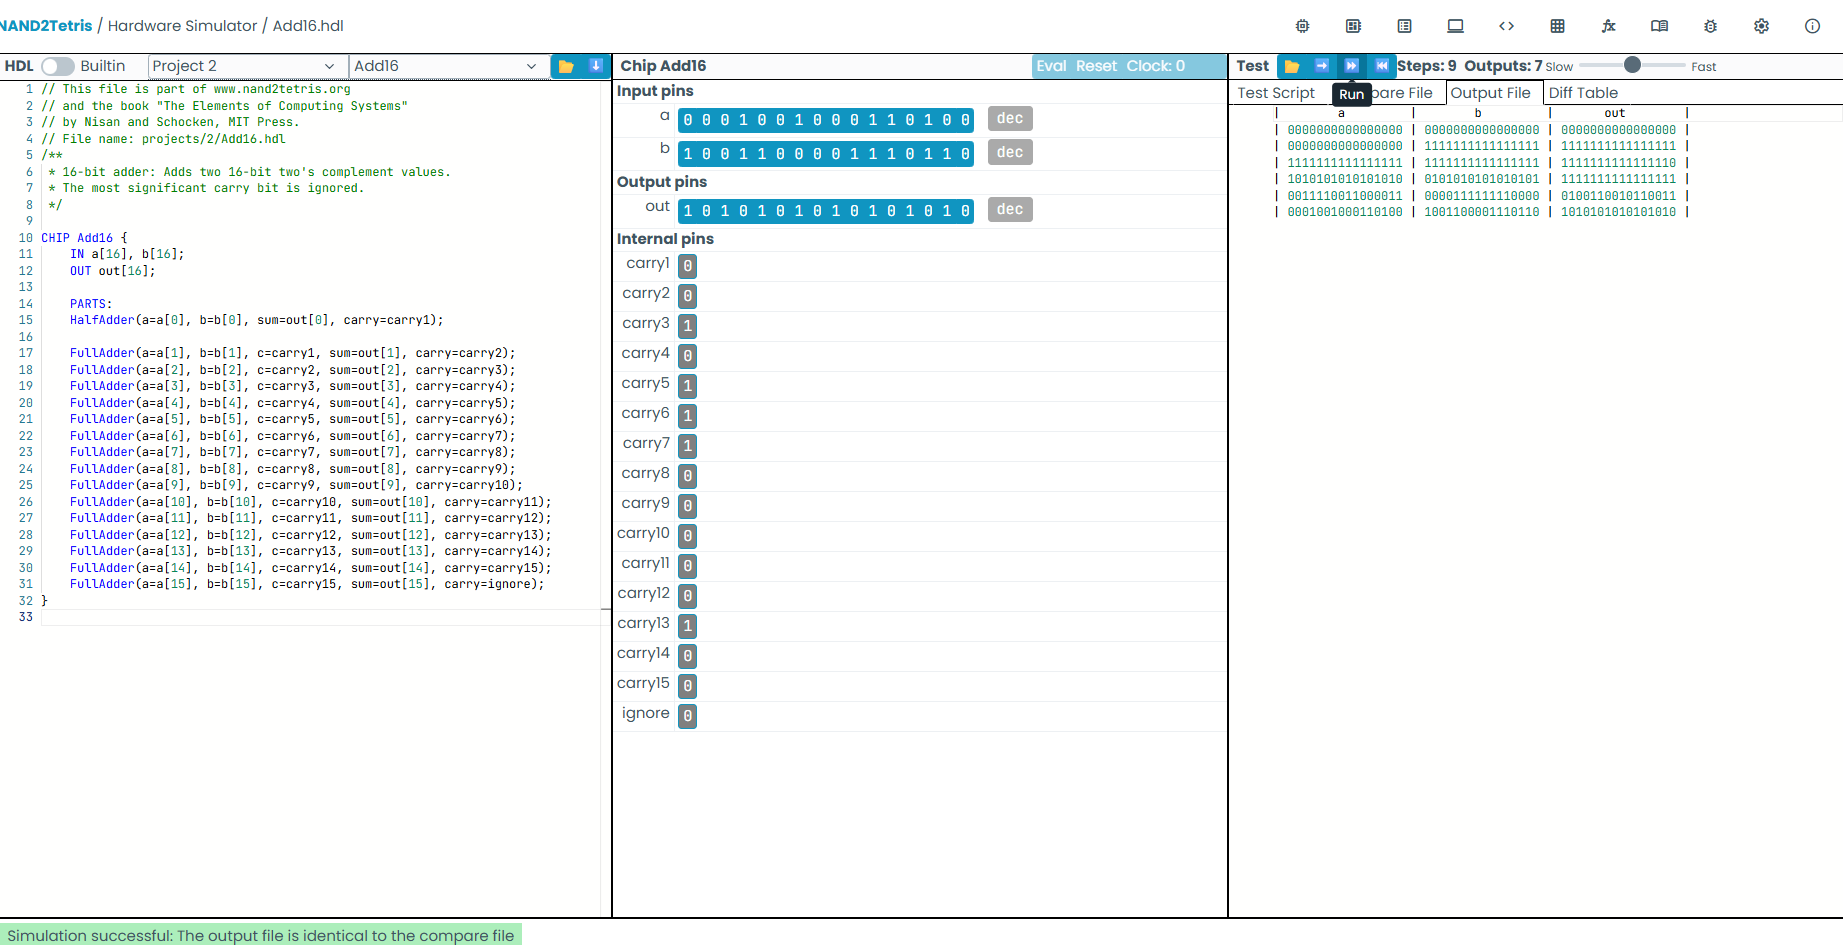 NAND2Tetris / Hardware Simulator / Add16.hdl
HDL Builtin Project 2 Add16
1 // This file is part of www.nand2tetris.org
2 // and the book "The Elements of Computing Systems"
3 // by Nisan and Schocken, MIT Press.
4 // File name: projects/2/Add16.hdl
5 /**
6 * 16-bit adder: Adds two 16-bit two's complement values.
7 * The most significant carry bit is ignored.
8 */
9
10 CHIP Add16 {
11 IN a[16], b[16];
12 OUT out[16];
13
14 PARTS:
15 HalfAdder(a=a[0], b=b[0], sum=out[0], carry=carry1);
16
17 FullAdder(a=a[1], b=b[1], c=carry1, sum=out[1], carry=carry2);
18 FullAdder(a=a[2], b=b[2], c=carry2, sum=out[2], carry=carry3);
19 FullAdder(a=a[3], b=b[3], c=carry3, sum=out[3], carry=carry4);
20 FullAdder(a=a[4], b=b[4], c=carry4, sum=out[4], carry=carry5);
21 FullAdder(a=a[5], b=b[5], c=carry5, sum=out[5], carry=carry6);
22 FullAdder(a=a[6], b=b[6], c=carry6, sum=out[6], carry=carry7);
23 FullAdder(a=a[7], b=b[7], c=carry7, sum=out[7], carry=carry8);
24 FullAdder(a=a[8], b=b[8], c=carry8, sum=out[8], carry=carry9);
25 FullAdder(a=a[9], b=b[9], c=carry9, sum=out[9], carry=carry10);
26 FullAdder(a=a[10], b=b[10], c=carry10, sum=out[10], carry=carry11);
27 FullAdder(a=a[11], b=b[11], c=carry11, sum=out[11], carry=carry12);
28 FullAdder(a=a[12], b=b[12], c=carry12, sum=out[12], carry=carry13);
29 FullAdder(a=a[13], b=b[13], c=carry13, sum=out[13], carry=carry14);
30 FullAdder(a=a[14], b=b[14], c=carry14, sum=out[14], carry=carry15);
31 FullAdder(a=a[15], b=b[15], c=carry15, sum=out[15], carry=ignore);
32 }
33
Chip Add16 Eval Reset Clock: 0
Input pins
a 0 0 0 1 0 0 1 0 0 0 1 1 0 1 0 0 dec
b 1 0 0 1 1 0 0 0 0 1 1 1 0 1 1 0 dec
Output pins
out 1 0 1 0 1 0 1 0 1 0 1 0 1 0 1 0 dec
Internal pins
carry1 0
carry2 0
carry3 1
carry4 0
carry5 1
carry6 1
carry7 1
carry8 0
carry9 0
carry10 0
carry11 0
carry12 0
carry13 1
carry14 0
carry15 0
ignore 0
Test Steps: 9 Outputs: 7 Slow Fast
Test Script Run pare File Output File Diff Table
| a | b | out |
| 0000000000000000 | 0000000000000000 | 0000000000000000 |
| 0000000000000000 | 1111111111111111 | 1111111111111111 |
| 1111111111111111 | 1111111111111111 | 1111111111111110 |
| 1010101010101010 | 0101010101010101 | 1111111111111111 |
| 0011110011000011 | 0000111111110000 | 0100110010110011 |
| 0001001000110100 | 1001100001110110 | 1010101010101010 |
Simulation successful: The output file is identical to the compare file